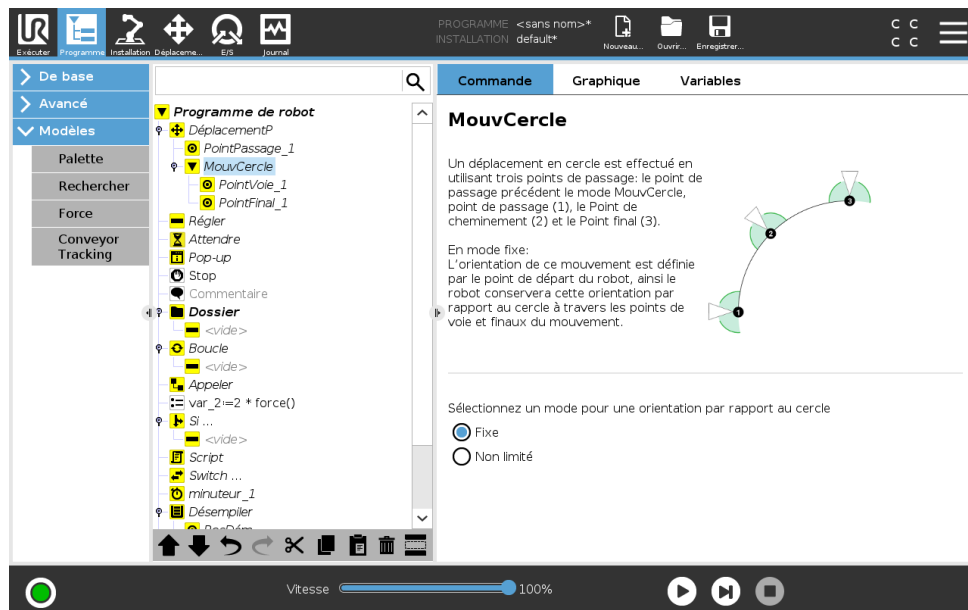 Exécuter
Programme
Installation
Déplaceme...
E/S
Journal
PROGRAMME <sans nom>*
INSTALLATION default*
Nouveau...
Ouvrir...
Enregistrer...
C C
C C
De base
Avancé
Modèles
Palette
Rechercher
Force
Conveyor
Tracking
Programme de robot
DéplacementP
PointPassage_1
MouvCercle
PointVoie_1
PointFinal_1
Régler
Attendre
Pop-up
Stop
Commentaire
Dossier
<vide>
Boucle
<vide>
Appeler
var_2:=2 * force()
Si ...
<vide>
Script
Switch ...
minuteur_1
Désempiler
Commande
Graphique
Variables
MouvCercle
Un déplacement en cercle est effectué en
utilisant trois points de passage: le point de
passage précédent le mode MouvCercle,
point de passage (1), le Point de
cheminement (2) et le Point final (3).
En mode fixe:
L'orientation de ce mouvement est définie
par le point de départ du robot, ainsi le
robot conservera cette orientation par
rapport au cercle à travers les points de
voie et finaux du mouvement.
3
2
1
Sélectionnez un mode pour une orientation par rapport au cercle
Fixe
Non limité
Vitesse
100%